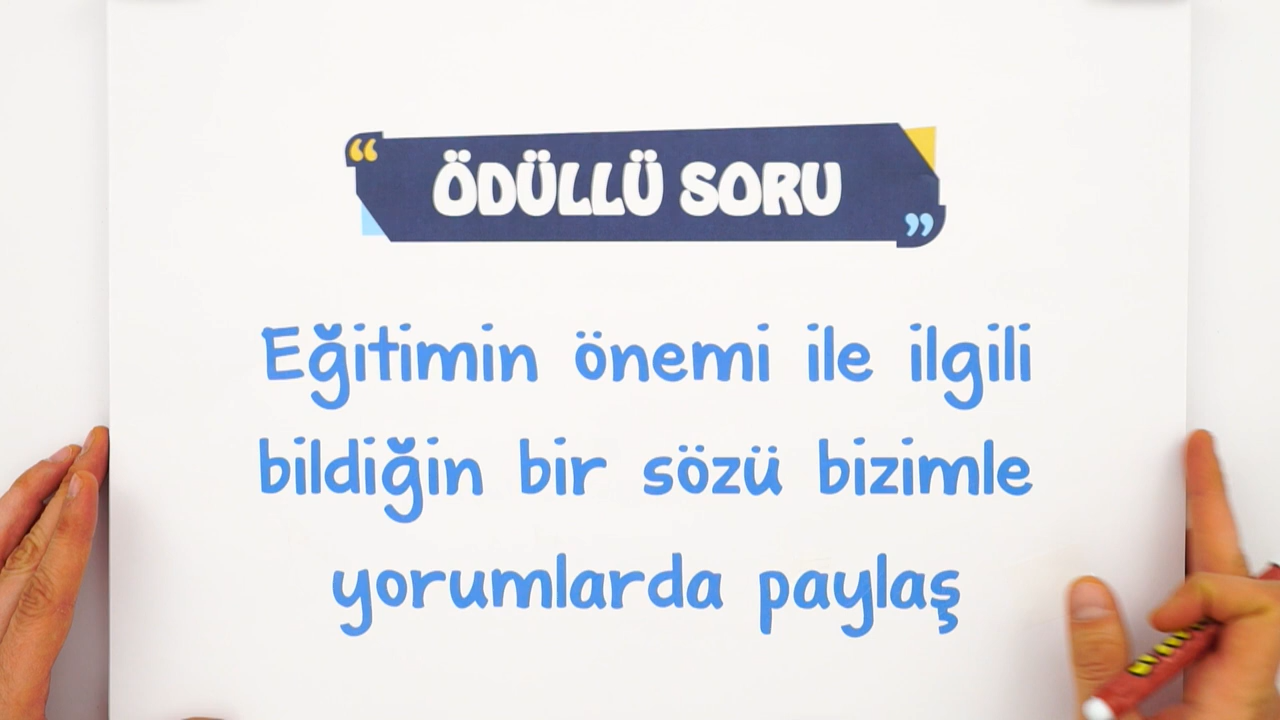 “ ÖDÜLLÜ SORU ”
Eğitimin önemi ile ilgili
bildiğin bir sözü bizimle
yorumlarda paylaş